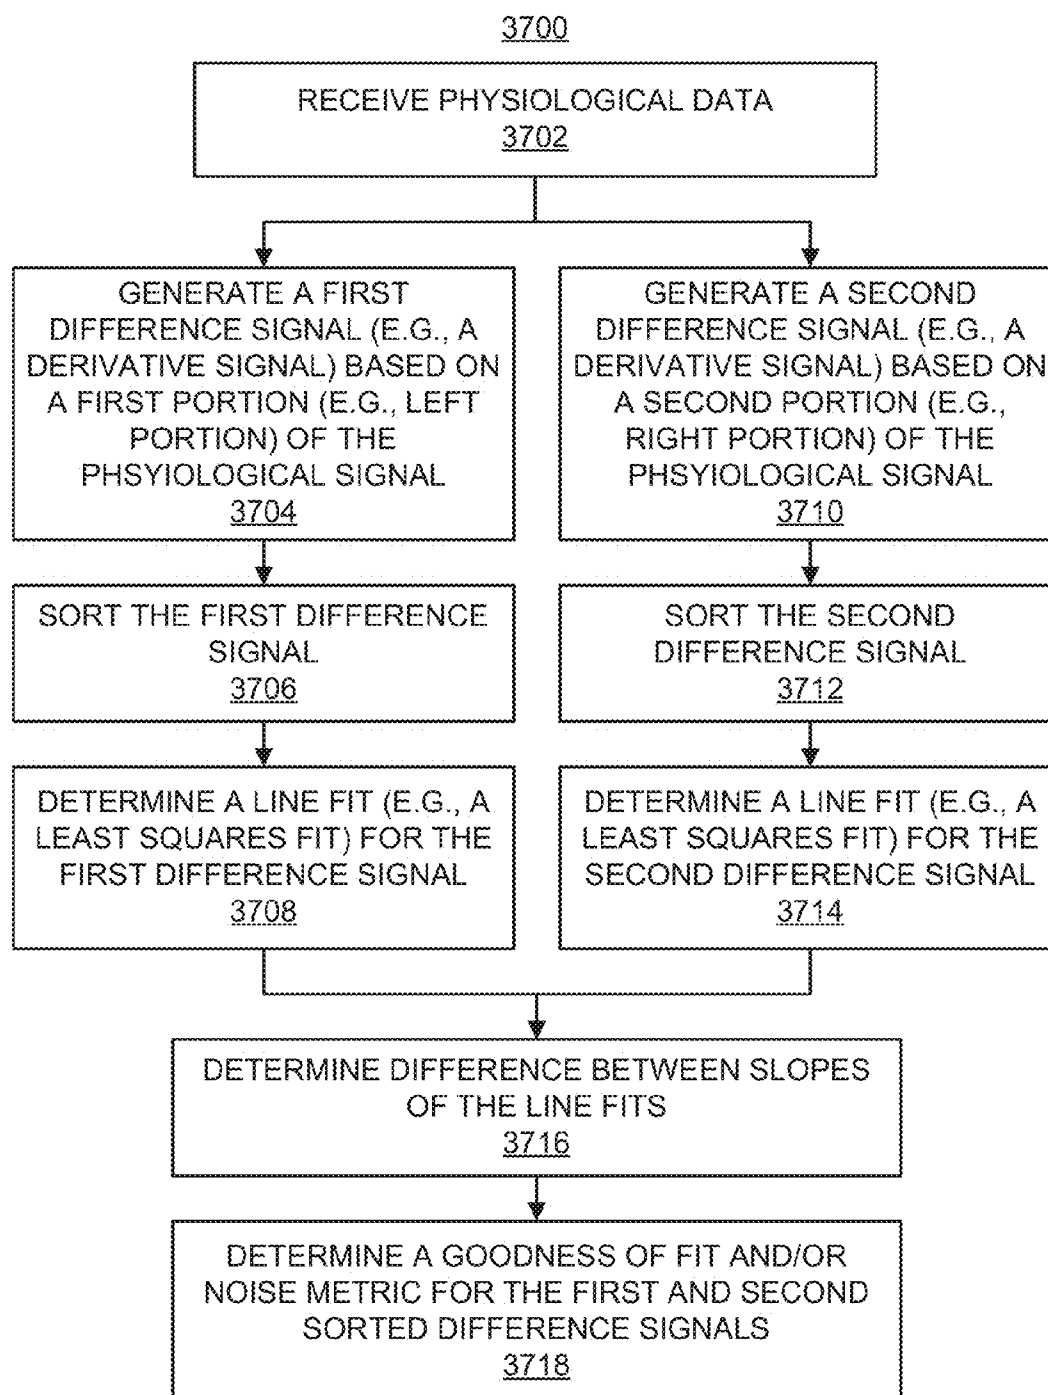 3700
RECEIVE PHYSIOLOGICAL DATA
3702
GENERATE A FIRST
DIFFERENCE SIGNAL (E.G., A
DERIVATIVE SIGNAL) BASED ON
A FIRST PORTION (E.G., LEFT
PORTION) OF THE
PHSYIOLOGICAL SIGNAL
3704
GENERATE A SECOND
DIFFERENCE SIGNAL (E.G., A
DERIVATIVE SIGNAL) BASED ON
A SECOND PORTION (E.G.,
RIGHT PORTION) OF THE
PHSYIOLOGICAL SIGNAL
3710
SORT THE FIRST DIFFERENCE
SIGNAL
3706
SORT THE SECOND
DIFFERENCE SIGNAL
3712
DETERMINE A LINE FIT (E.G., A
LEAST SQUARES FIT) FOR THE
FIRST DIFFERENCE SIGNAL
3708
DETERMINE A LINE FIT (E.G., A
LEAST SQUARES FIT) FOR THE
SECOND DIFFERENCE SIGNAL
3714
DETERMINE DIFFERENCE BETWEEN SLOPES
OF THE LINE FITS
3716
DETERMINE A GOODNESS OF FIT AND/OR
NOISE METRIC FOR THE FIRST AND SECOND
SORTED DIFFERENCE SIGNALS
3718